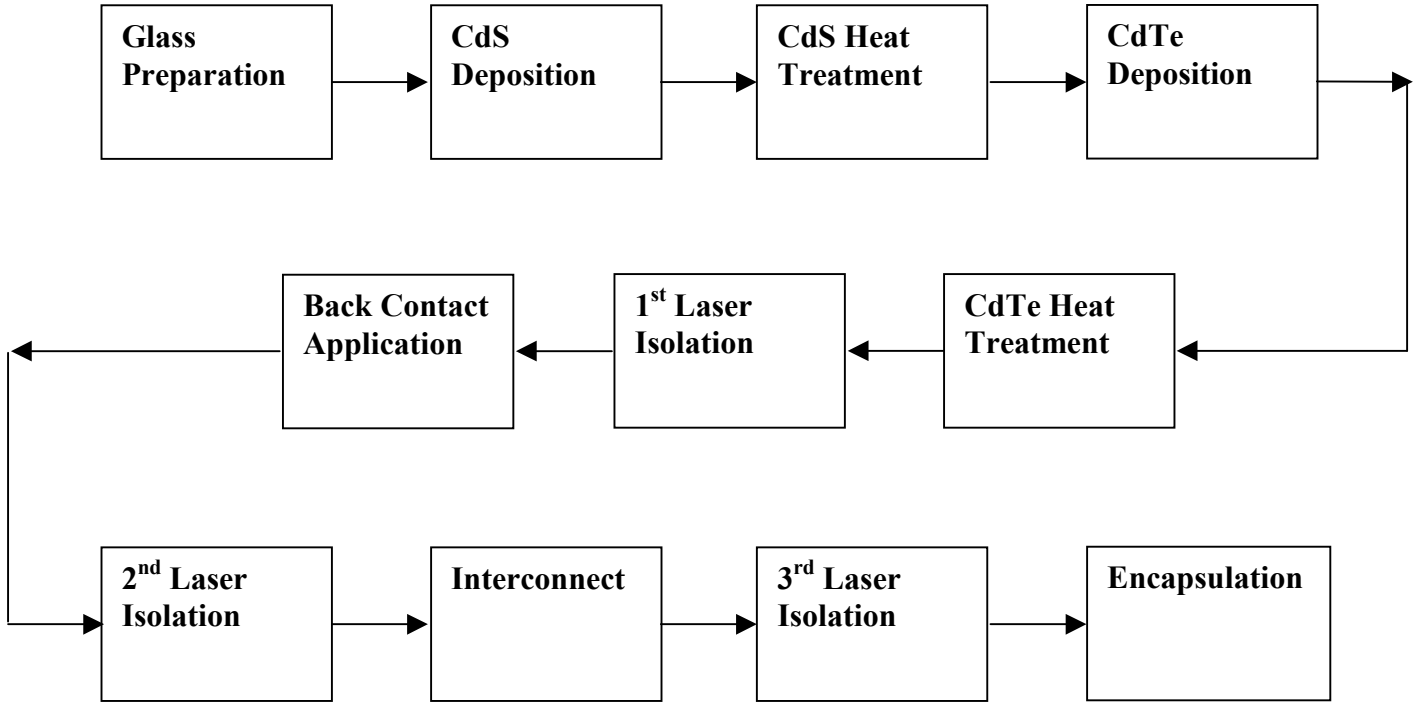 Glass
Preparation
CdS
Deposition
CdS Heat
Treatment
CdTe
Deposition
CdTe Heat
Treatment
1st Laser
Isolation
Back Contact
Application
2nd Laser
Isolation
Interconnect
3rd Laser
Isolation
Encapsulation